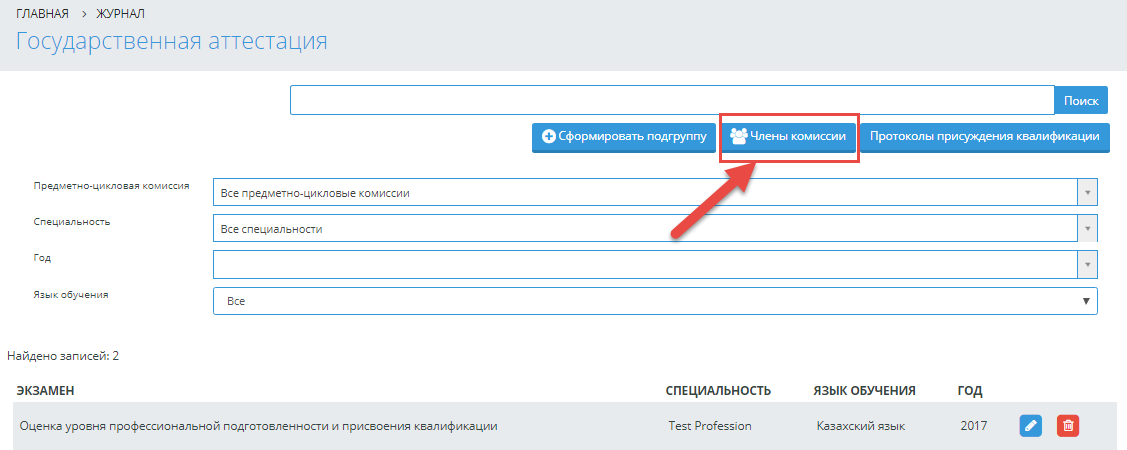 ГЛАВНАЯ > ЖУРНАЛ
Государственная аттестация
Поиск
Сформировать подгруппу Члены комиссии Протоколы присуждения квалификации
Предметно-цикловая комиссия Все предметно-цикловые комиссии
Специальность Все специальности
Год
Язык обучения Все
Найдено записей: 2
ЭКЗАМЕН СПЕЦИАЛЬНОСТЬ ЯЗЫК ОБУЧЕНИЯ ГОД
Оценка уровня профессиональной подготовленности и присвоения квалификации Test Profession Казахский язык 2017